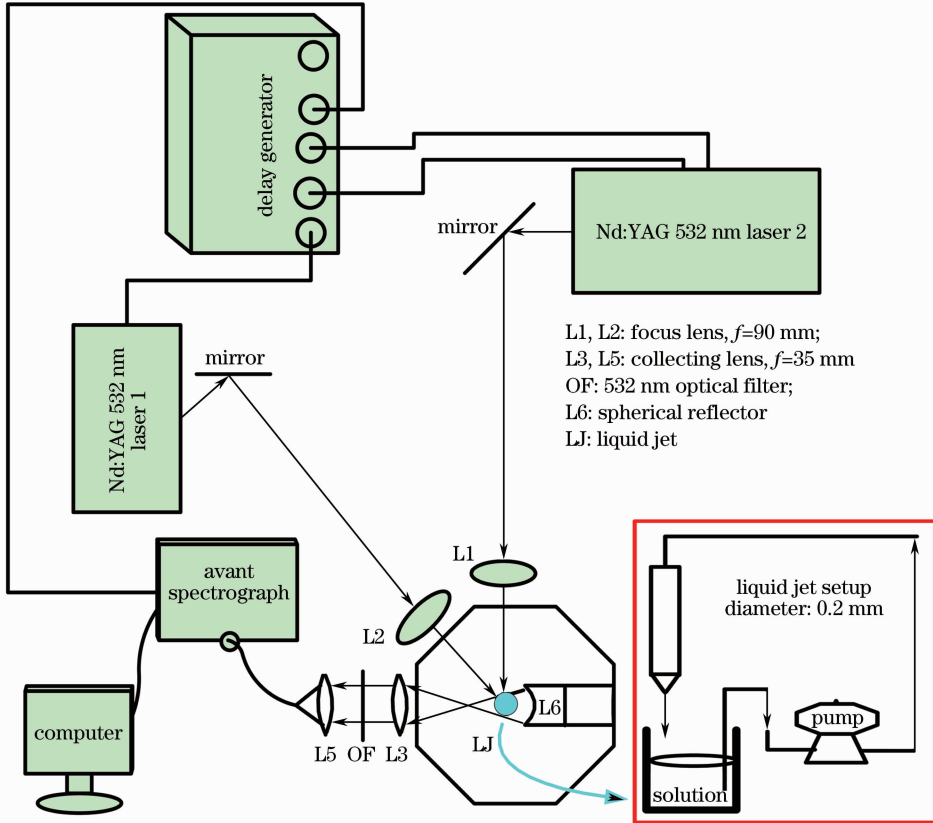 delay generator
mirror
Nd:YAG 532 nm laser 2
L1, L2: focus lens, f=90 mm;
L3, L5: collecting lens, f=35 mm
OF: 532 nm optical filter;
L6: spherical reflector
LJ: liquid jet
mirror
Nd:YAG 532 nm
laser 1
L1
avant
spectrograph
L2
liquid jet setup
diameter: 0.2 mm
L6
pump
computer
L5
OF
L3
LJ
solution